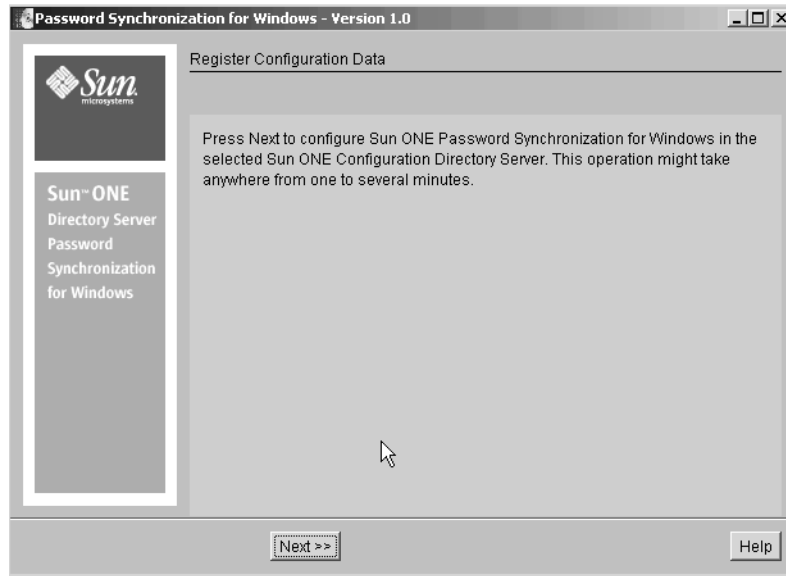 Password Synchronization for Windows - Version 1.0
Sun
microsystems
Sun™ ONE
Directory Server
Password
Synchronization
for Windows
Register Configuration Data
Press Next to configure Sun ONE Password Synchronization for Windows in the
selected Sun ONE Configuration Directory Server. This operation might take
anywhere from one to several minutes.
Next >>
Help